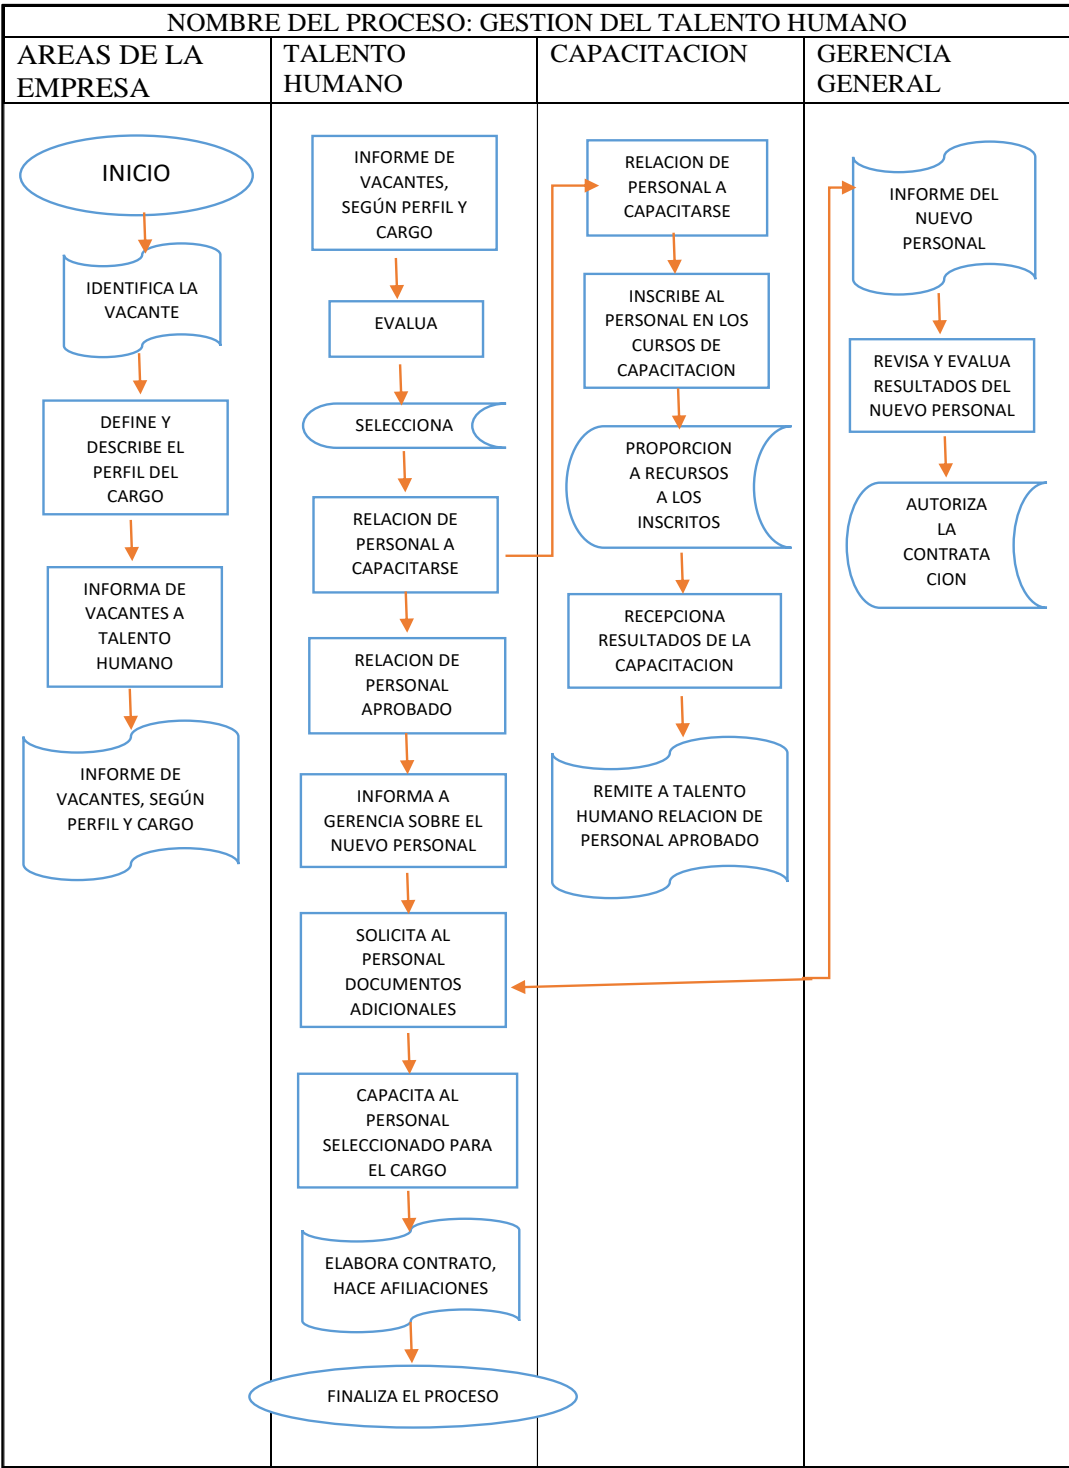 NOMBRE DEL PROCESO: GESTION DEL TALENTO HUMANO
AREAS DE LA
EMPRESA
TALENTO
HUMANO
CAPACITACION
GERENCIA
GENERAL
INICIO
IDENTIFICA LA
VACANTE
DEFINE Y
DESCRIBE EL
PERFIL DEL
CARGO
INFORMA DE
VACANTES A
TALENTO
HUMANO
INFORME DE
VACANTES, SEGÚN
PERFIL Y CARGO
INFORME DE
VACANTES,
SEGÚN PERFIL Y
CARGO
EVALUA
SELECCIONA
RELACION DE
PERSONAL A
CAPACITARSE
RELACION DE
PERSONAL
APROBADO
INFORMA A
GERENCIA SOBRE EL
NUEVO PERSONAL
SOLICITA AL
PERSONAL
DOCUMENTOS
ADICIONALES
CAPACITA AL
PERSONAL
SELECCIONADO PARA
EL CARGO
ELABORA CONTRATO,
HACE AFILIACIONES
FINALIZA EL PROCESO
RELACION DE
PERSONAL A
CAPACITARSE
INSCRIBE AL
PERSONAL EN LOS
CURSOS DE
CAPACITACION
PROPORCION
A RECURSOS
A LOS
INSCRITOS
RECEPCIONA
RESULTADOS DE LA
CAPACITACION
REMITE A TALENTO
HUMANO RELACION DE
PERSONAL APROBADO
INFORME DEL
NUEVO
PERSONAL
REVISA Y EVALUA
RESULTADOS DEL
NUEVO PERSONAL
AUTORIZA
LA
CONTRATA
CION